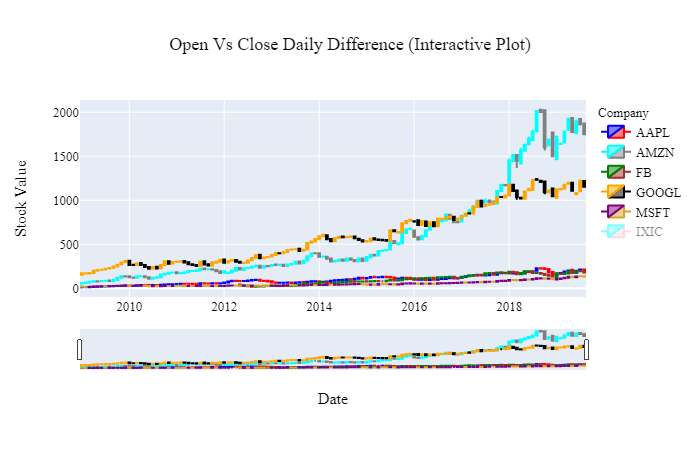 Open Vs Close Daily Difference (Interactive Plot)
Company
AAPL
AMZN
FB
GOOGL
MSFT
IXIC
Stock Value
2000
1500
1000
500
0
2010 2012 2014 2016 2018
Date